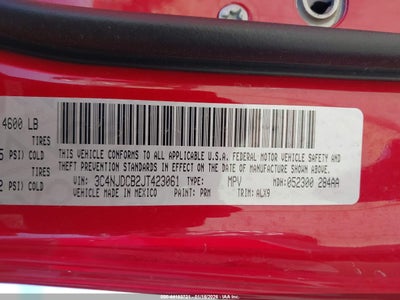 4600 LB
TIRES
PSI) COLD
TIRES
PSI) COLD
THIS VEHICLE CONFORMS TO ALL APPLICABLE U.S.A. FEDERAL MOTOR VEHICLE SAFETY
AND THEFT PREVENTION STANDARDS IN EFFECT ON THE DATE OF MANUFACTURE SHOWN ABOVE.
VIN: 3C4NJDCB2JT423061 TYPE: MPV MDH: 052300 284AA
VEHICLE MADE IN MEXICO PAINT: PRM TRIM: ALX9